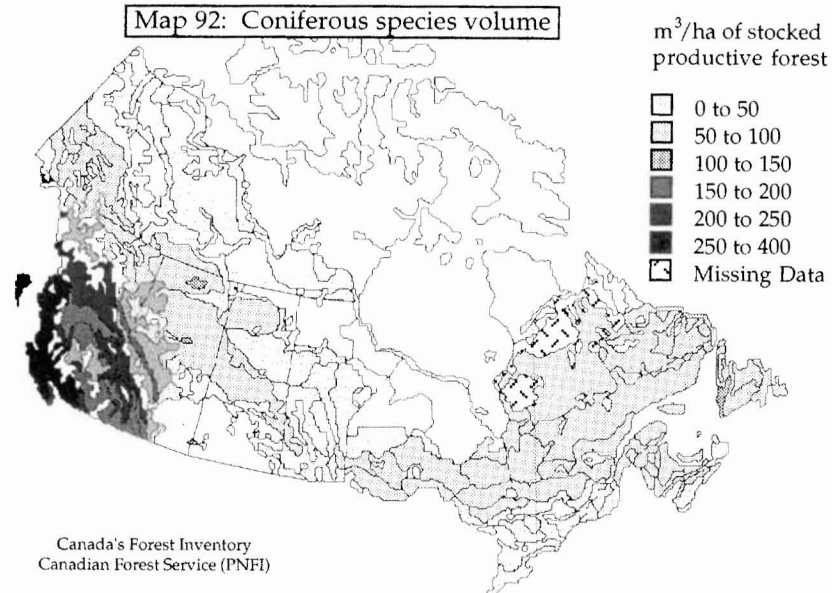 Map 92: Coniferous species volume
m³/ha of stocked
productive forest
0 to 50
50 to 100
100 to 150
150 to 200
200 to 250
250 to 400
Missing Data
Canada's Forest Inventory
Canadian Forest Service (PNFI)